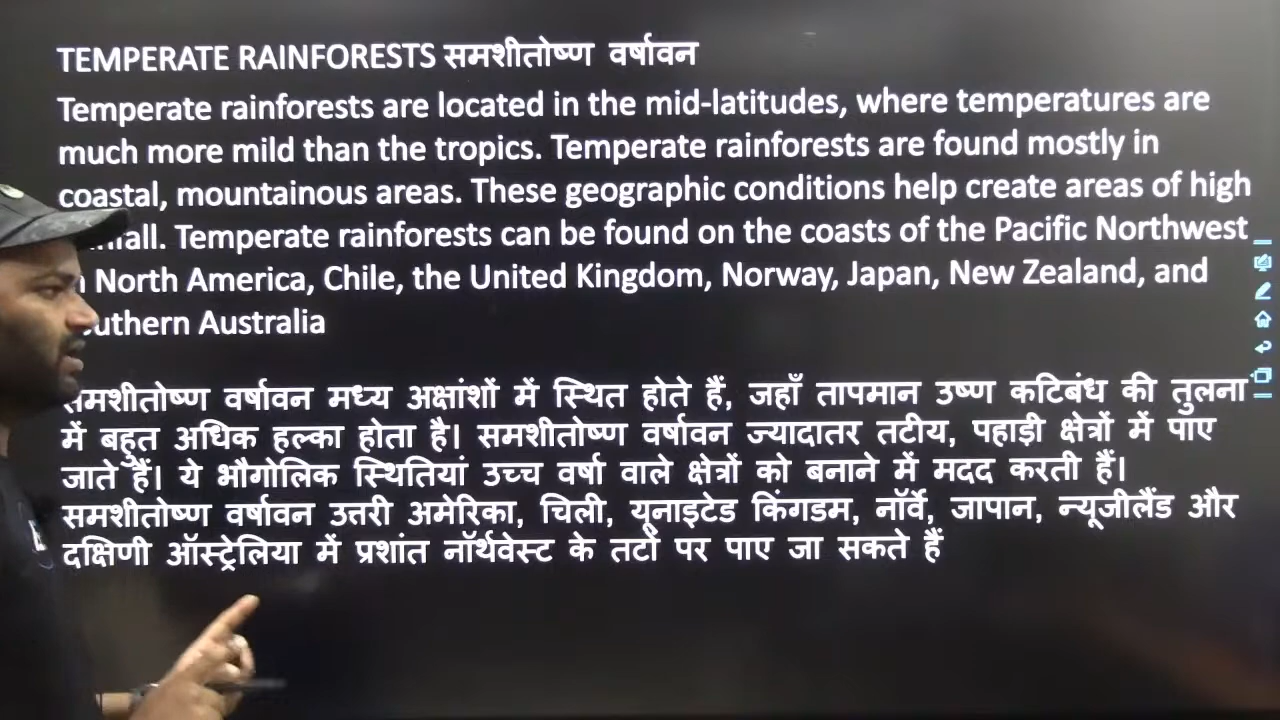 TEMPERATE RAINFORESTS समशीतोष्ण वर्षावन
Temperate rainforests are located in the mid-latitudes, where temperatures are
much more mild than the tropics. Temperate rainforests are found mostly in
coastal, mountainous areas. These geographic conditions help create areas of high
Temperate rainforests can be found on the coasts of the Pacific Northwest
North America, Chile, the United Kingdom, Norway, Japan, New Zealand, and
Australia
समशीतोष्ण वर्षावन मध्य अक्षांशों में स्थित होते हैं, जहाँ तापमान उष्ण कटिबंध की तुलना
में बहुत अधिक हल्का होता है। समशीतोष्ण वर्षावन ज्यादातर तटीय, पहाड़ी क्षेत्रों में पाए
जाते हैं। ये भौगोलिक स्थितियां उच्च वर्षा वाले क्षेत्रों को बनाने में मदद करती हैं।
समशीतोष्ण वर्षावन उत्तरी अमेरिका, चिली, यूनाइटेड किंगडम, नॉर्वे, जापान, न्यूजीलैंड और
दक्षिणी ऑस्ट्रेलिया में प्रशांत नॉर्थवेस्ट के तटों पर पाए जा सकते हैं